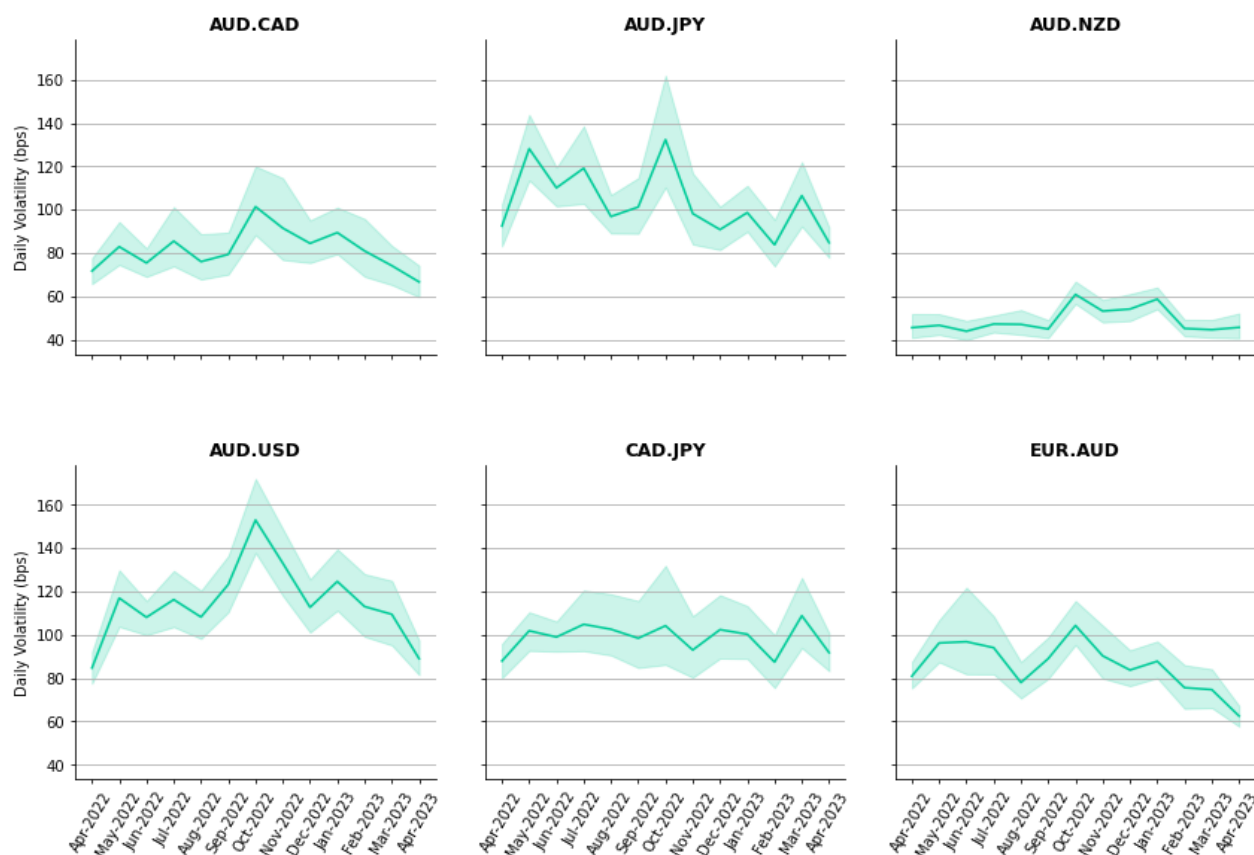 AUD.CAD
AUD.JPY
AUD.NZD
Daily Volatility (bps)
160
140
120
100
80
60
40
AUD.USD
CAD.JPY
EUR.AUD
Daily Volatility (bps)
160
140
120
100
80
60
40
Apr-2022
May-2022
Jun-2022
Jul-2022
Aug-2022
Sep-2022
Oct-2022
Nov-2022
Dec-2022
Jan-2023
Feb-2023
Mar-2023
Apr-2023
Apr-2022
May-2022
Jun-2022
Jul-2022
Aug-2022
Sep-2022
Oct-2022
Nov-2022
Dec-2022
Jan-2023
Feb-2023
Mar-2023
Apr-2023
Apr-2022
May-2022
Jun-2022
Jul-2022
Aug-2022
Sep-2022
Oct-2022
Nov-2022
Dec-2022
Jan-2023
Feb-2023
Mar-2023
Apr-2023